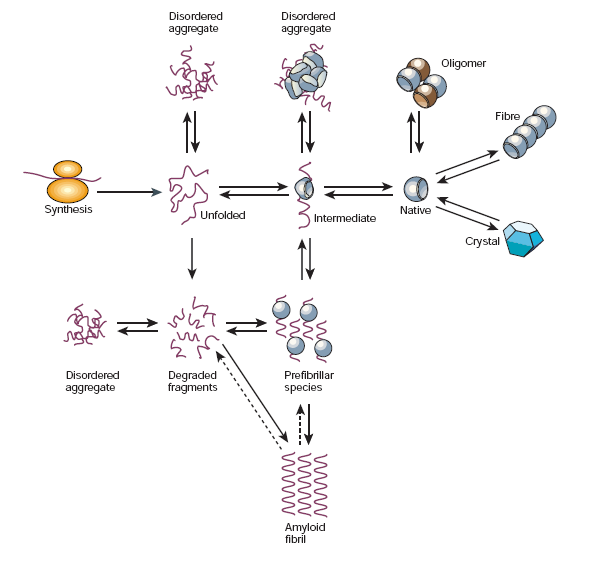 Disordered
aggregate
Disordered
aggregate
Oligomer
Fibre
Synthesis
Unfolded
Intermediate
Native
Crystal
Disordered
aggregate
Degraded
fragments
Prefibrillar
species
Amyloid
fibril